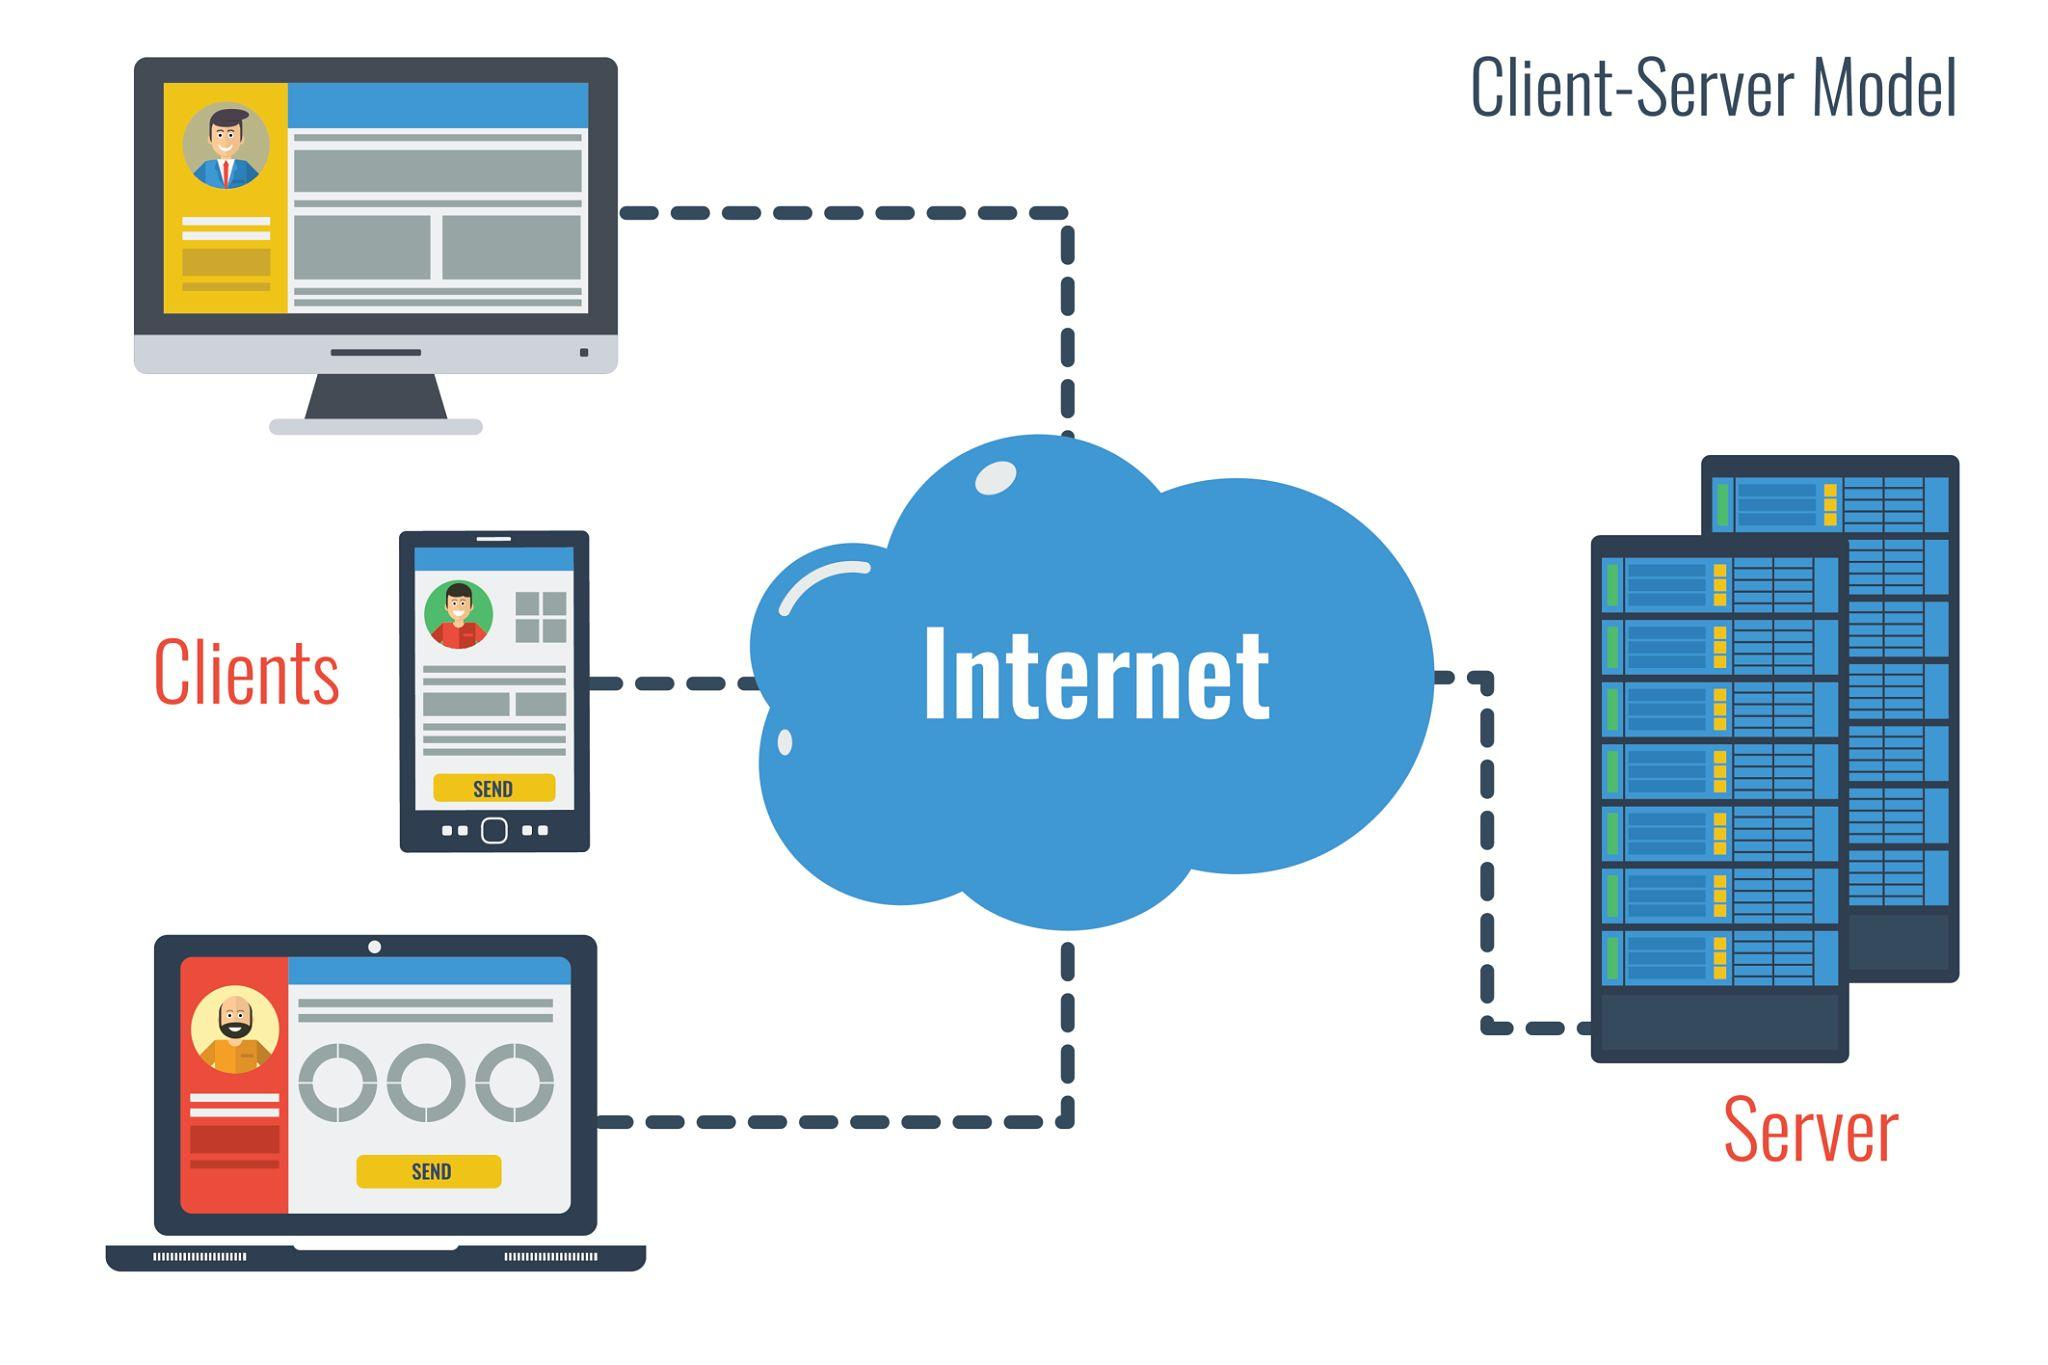 Client-Server Model
Clients
SEND
Internet
SEND
Server